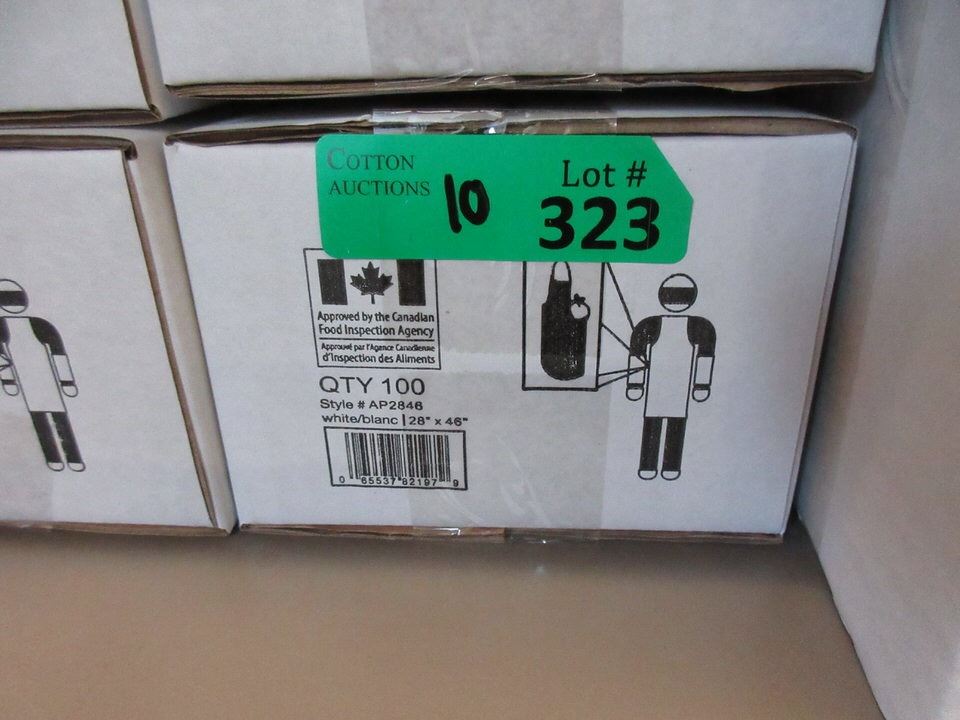 COTTON
AUCTIONS
10
Lot #
323
Approved by the Canadian
Food Inspection Agency
Approuvé par l'Agence Canadienne
d'Inspection des Aliments
QTY 100
Style # AP2846
white/blanc | 28" x 46"
0 65537 82197 9